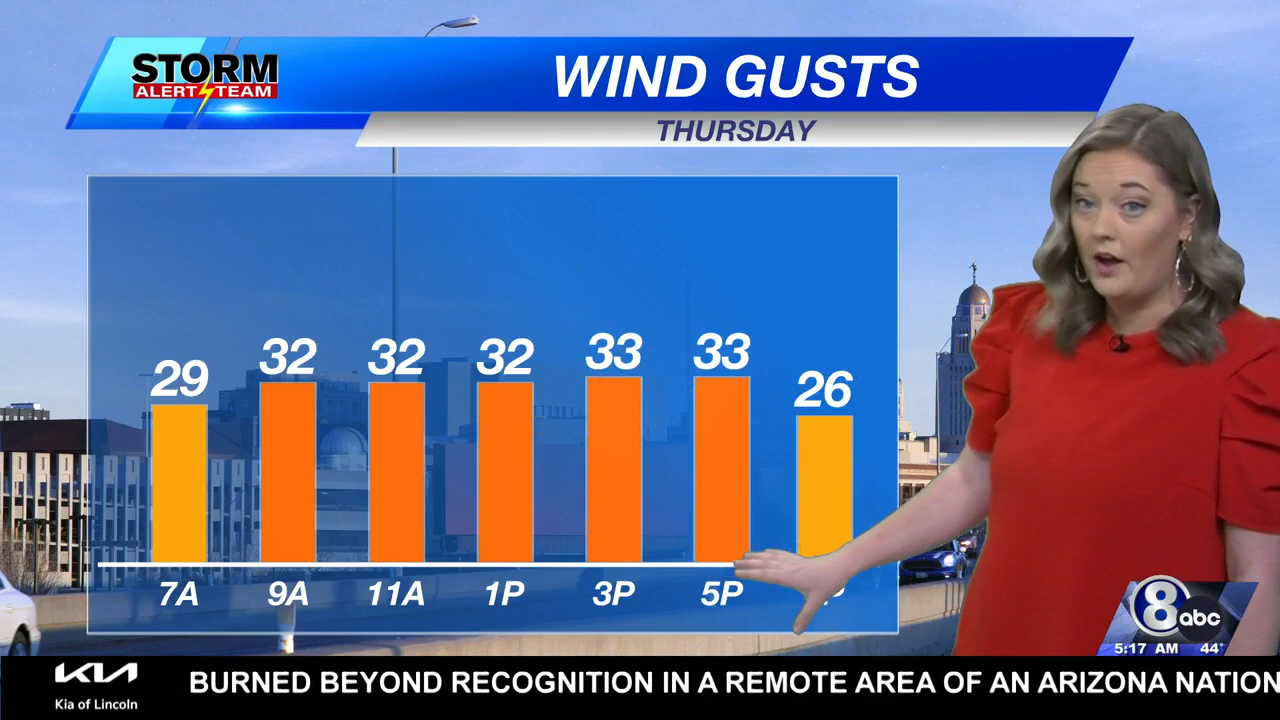 STORM
ALERT TEAM
WIND GUSTS
THURSDAY
29 32 32 32 33 33 26
7A 9A 11A 1P 3P 5P P
8 abc
5:17 AM 44°
KIA
Kia of Lincoln
BURNED BEYOND RECOGNITION IN A REMOTE AREA OF AN ARIZONA NATION